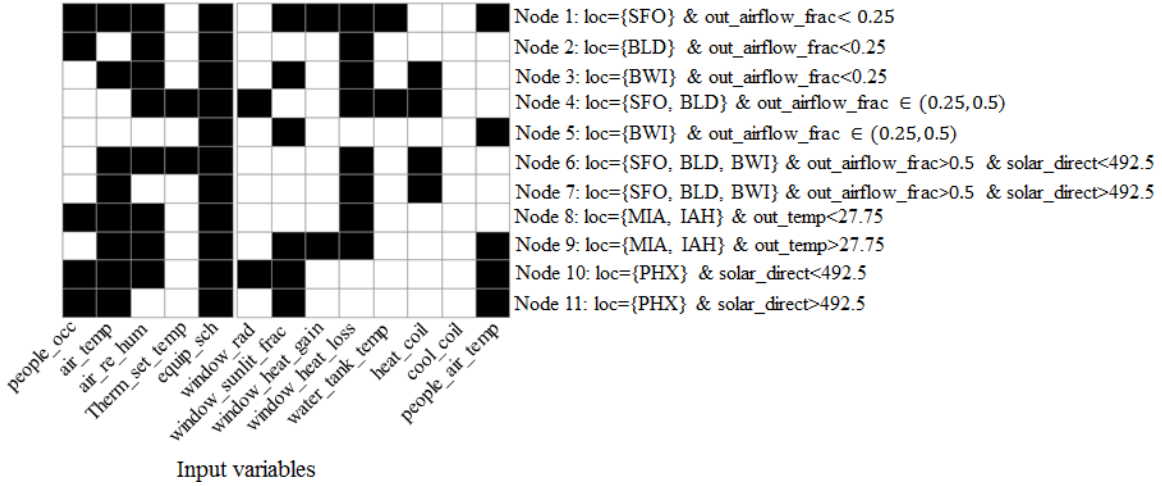 Node 1: loc={SFO} & out_airflow_frac< 0.25
Node 2: loc={BLD} & out_airflow_frac<0.25
Node 3: loc={BWI} & out_airflow_frac<0.25
Node 4: loc={SFO, BLD} & out_airflow_frac ∈ (0.25,0.5)
Node 5: loc={BWI} & out_airflow_frac ∈ (0.25,0.5)
Node 6: loc={SFO, BLD, BWI} & out_airflow_frac>0.5 & solar_direct<492.5
Node 7: loc={SFO, BLD, BWI} & out_airflow_frac>0.5 & solar_direct>492.5
Node 8: loc={MIA, IAH} & out_temp<27.75
Node 9: loc={MIA, IAH} & out_temp>27.75
Node 10: loc={PHX} & solar_direct<492.5
Node 11: loc={PHX} & solar_direct>492.5
people_occ
air_temp
air_re_hum
Therm_set_temp
equip_sch
window_rad
window_sunlit_frac
window_heat_gain
window_heat_loss
water_tank_temp
heat_coil
cool_coil
people_air_temp
Input variables